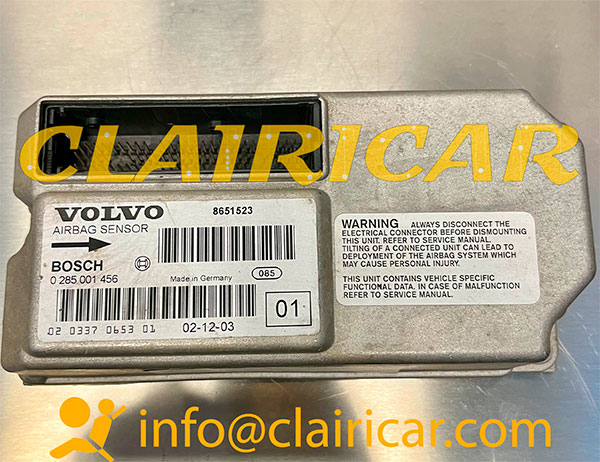 CLAIRICAR
VOLVO 8651523
AIRBAG SENSOR
BOSCH
0 285 001 456 Made in Germany 085
02 0337 0653 01 02-12-03 01
WARNING ALWAYS DISCONNECT THE
ELECTRICAL CONNECTOR BEFORE DISMOUNTING
THIS UNIT. REFER TO SERVICE MANUAL.
TILTING OF A CONNECTED UNIT CAN LEAD TO
DEPLOYMENT OF THE AIRBAG SYSTEM WHICH
MAY CAUSE PERSONAL INJURY.
THIS UNIT CONTAINS VEHICLE SPECIFIC
FUNCTIONAL DATA. IN CASE OF MALFUNCTION
REFER TO SERVICE MANUAL.
info@clairicar.com